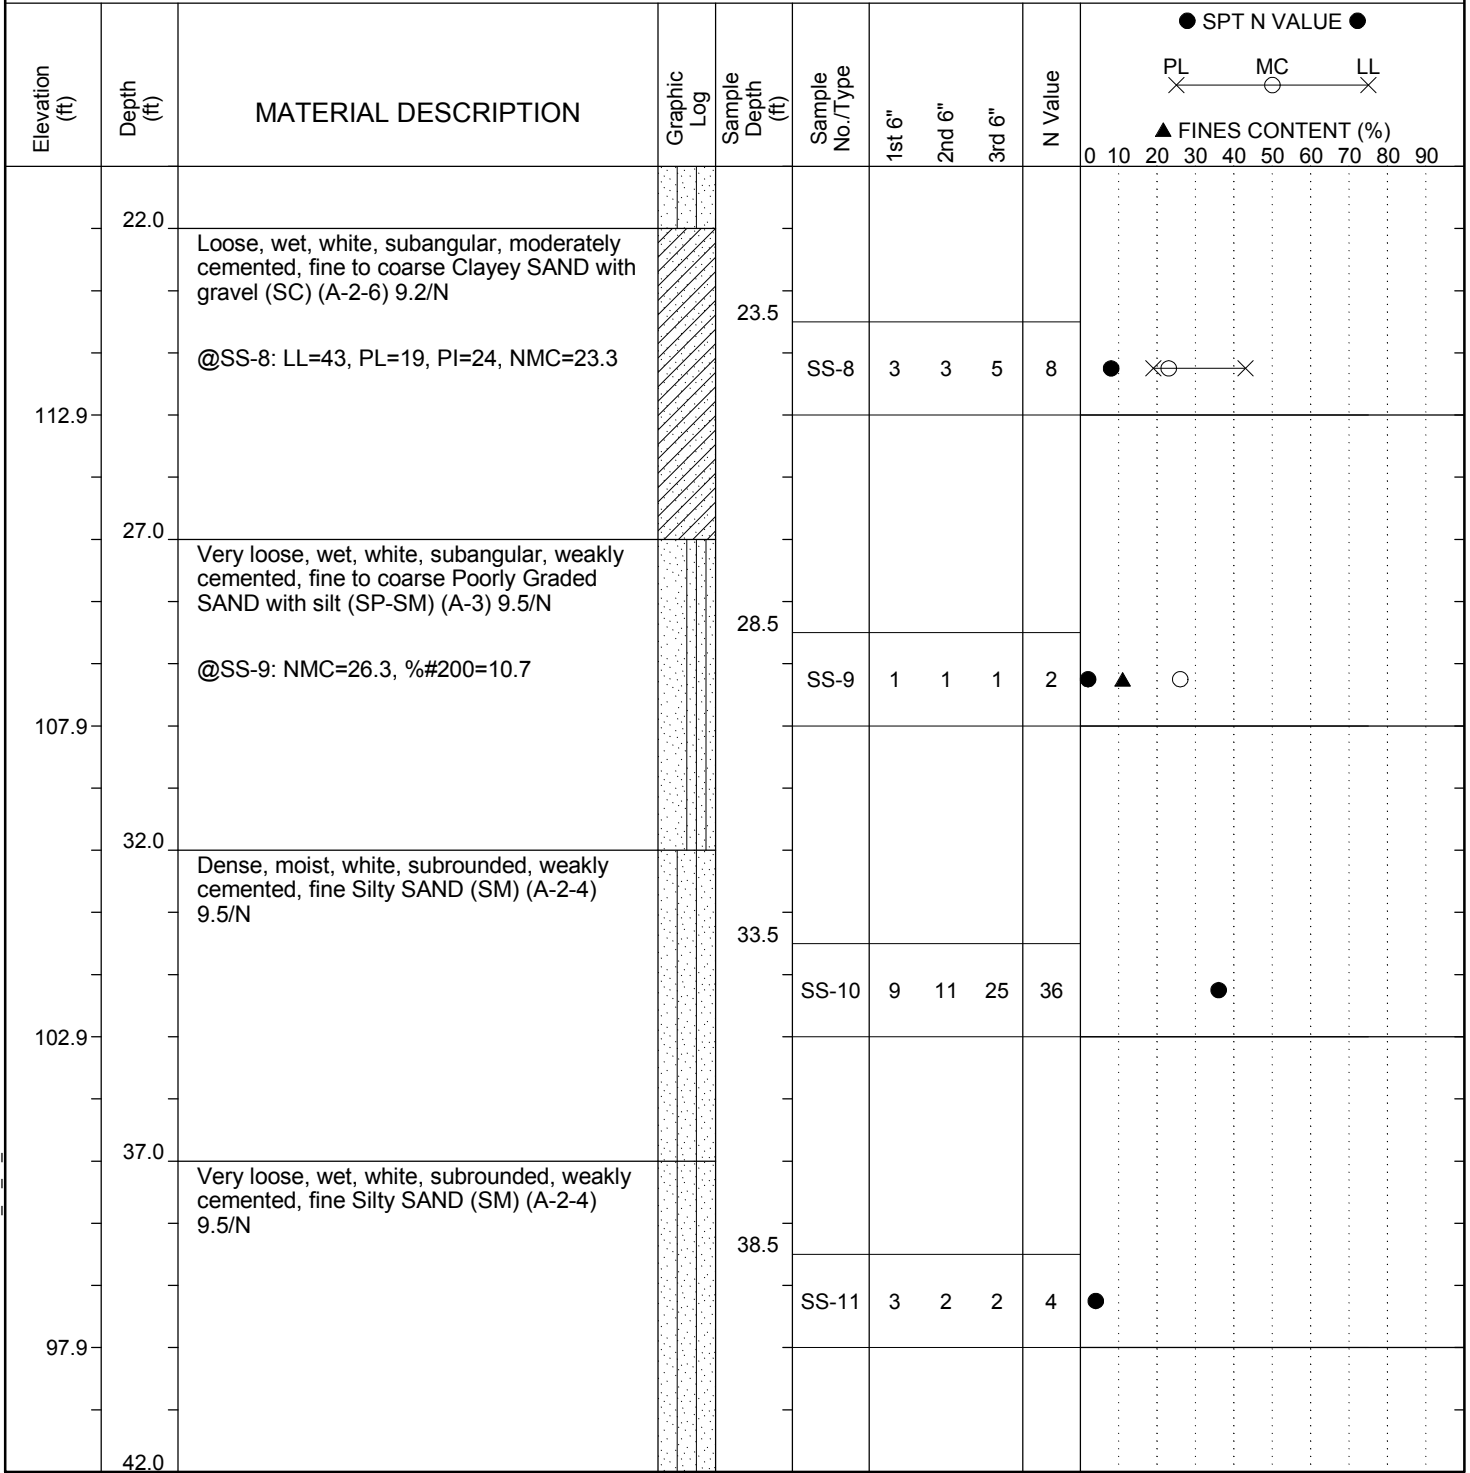 Elevation (ft)
Depth (ft)
MATERIAL DESCRIPTION
Graphic Log
Sample Depth (ft)
Sample No./Type
1st 6"
2nd 6"
3rd 6"
N Value
● SPT N VALUE ●
PL MC LL
▲ FINES CONTENT (%)
0 10 20 30 40 50 60 70 80 90
22.0
Loose, wet, white, subangular, moderately
cemented, fine to coarse Clayey SAND with
gravel (SC) (A-2-6) 9.2/N
23.5
@SS-8: LL=43, PL=19, PI=24, NMC=23.3
SS-8 3 3 5 8
112.9
27.0
Very loose, wet, white, subangular, weakly
cemented, fine to coarse Poorly Graded
SAND with silt (SP-SM) (A-3) 9.5/N
28.5
@SS-9: NMC=26.3, %#200=10.7
SS-9 1 1 1 2
107.9
32.0
Dense, moist, white, subrounded, weakly
cemented, fine Silty SAND (SM) (A-2-4)
9.5/N
33.5
SS-10 9 11 25 36
102.9
37.0
Very loose, wet, white, subrounded, weakly
cemented, fine Silty SAND (SM) (A-2-4)
9.5/N
38.5
SS-11 3 2 2 4
97.9
42.0